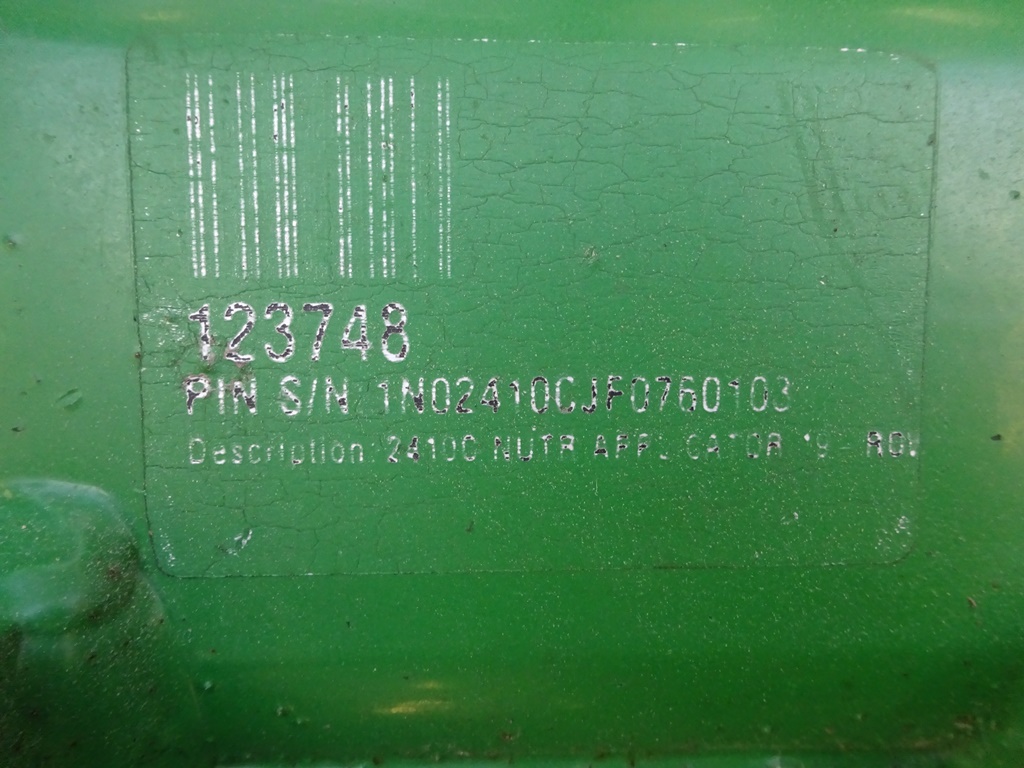 123748
PIN S/N 1N02410CJF0760103
Description: 2410C NUTR APPLICATOR 19 - ROW